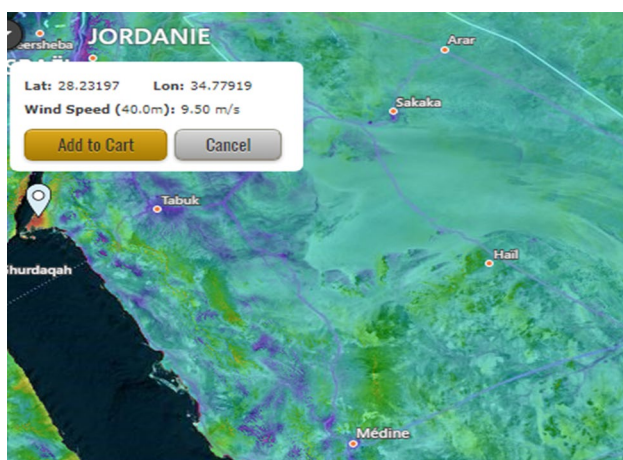 JORDANIE
eersheba
Arar
Lat: 28.23197 Lon: 34.77919
Wind Speed (40.0m): 9.50 m/s
Add to Cart Cancel
Sakaka
Tabuk
Hail
hurdaqah
Médine